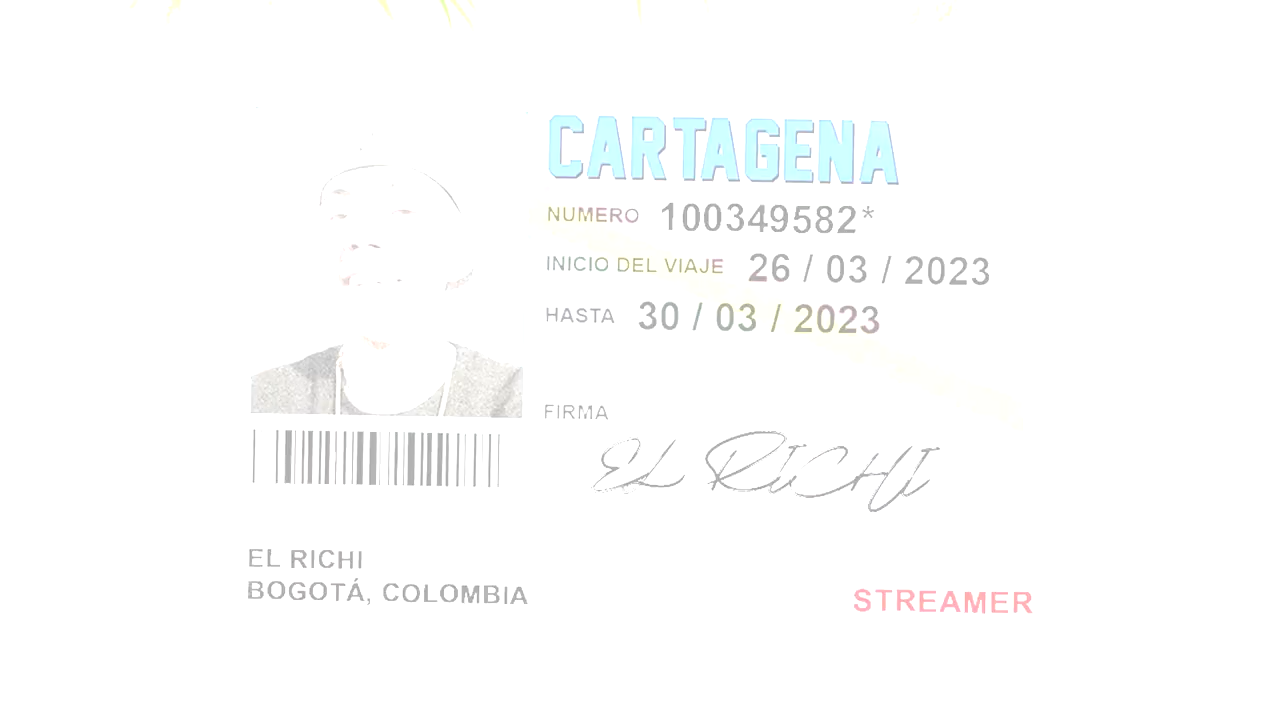 CARTAGENA
NUMERO 100349582*
INICIO DEL VIAJE 26 / 03 / 2023
HASTA 30 / 03 / 2023
FIRMA
EL RICHI
EL RICHI
BOGOTÁ, COLOMBIA
STREAMER